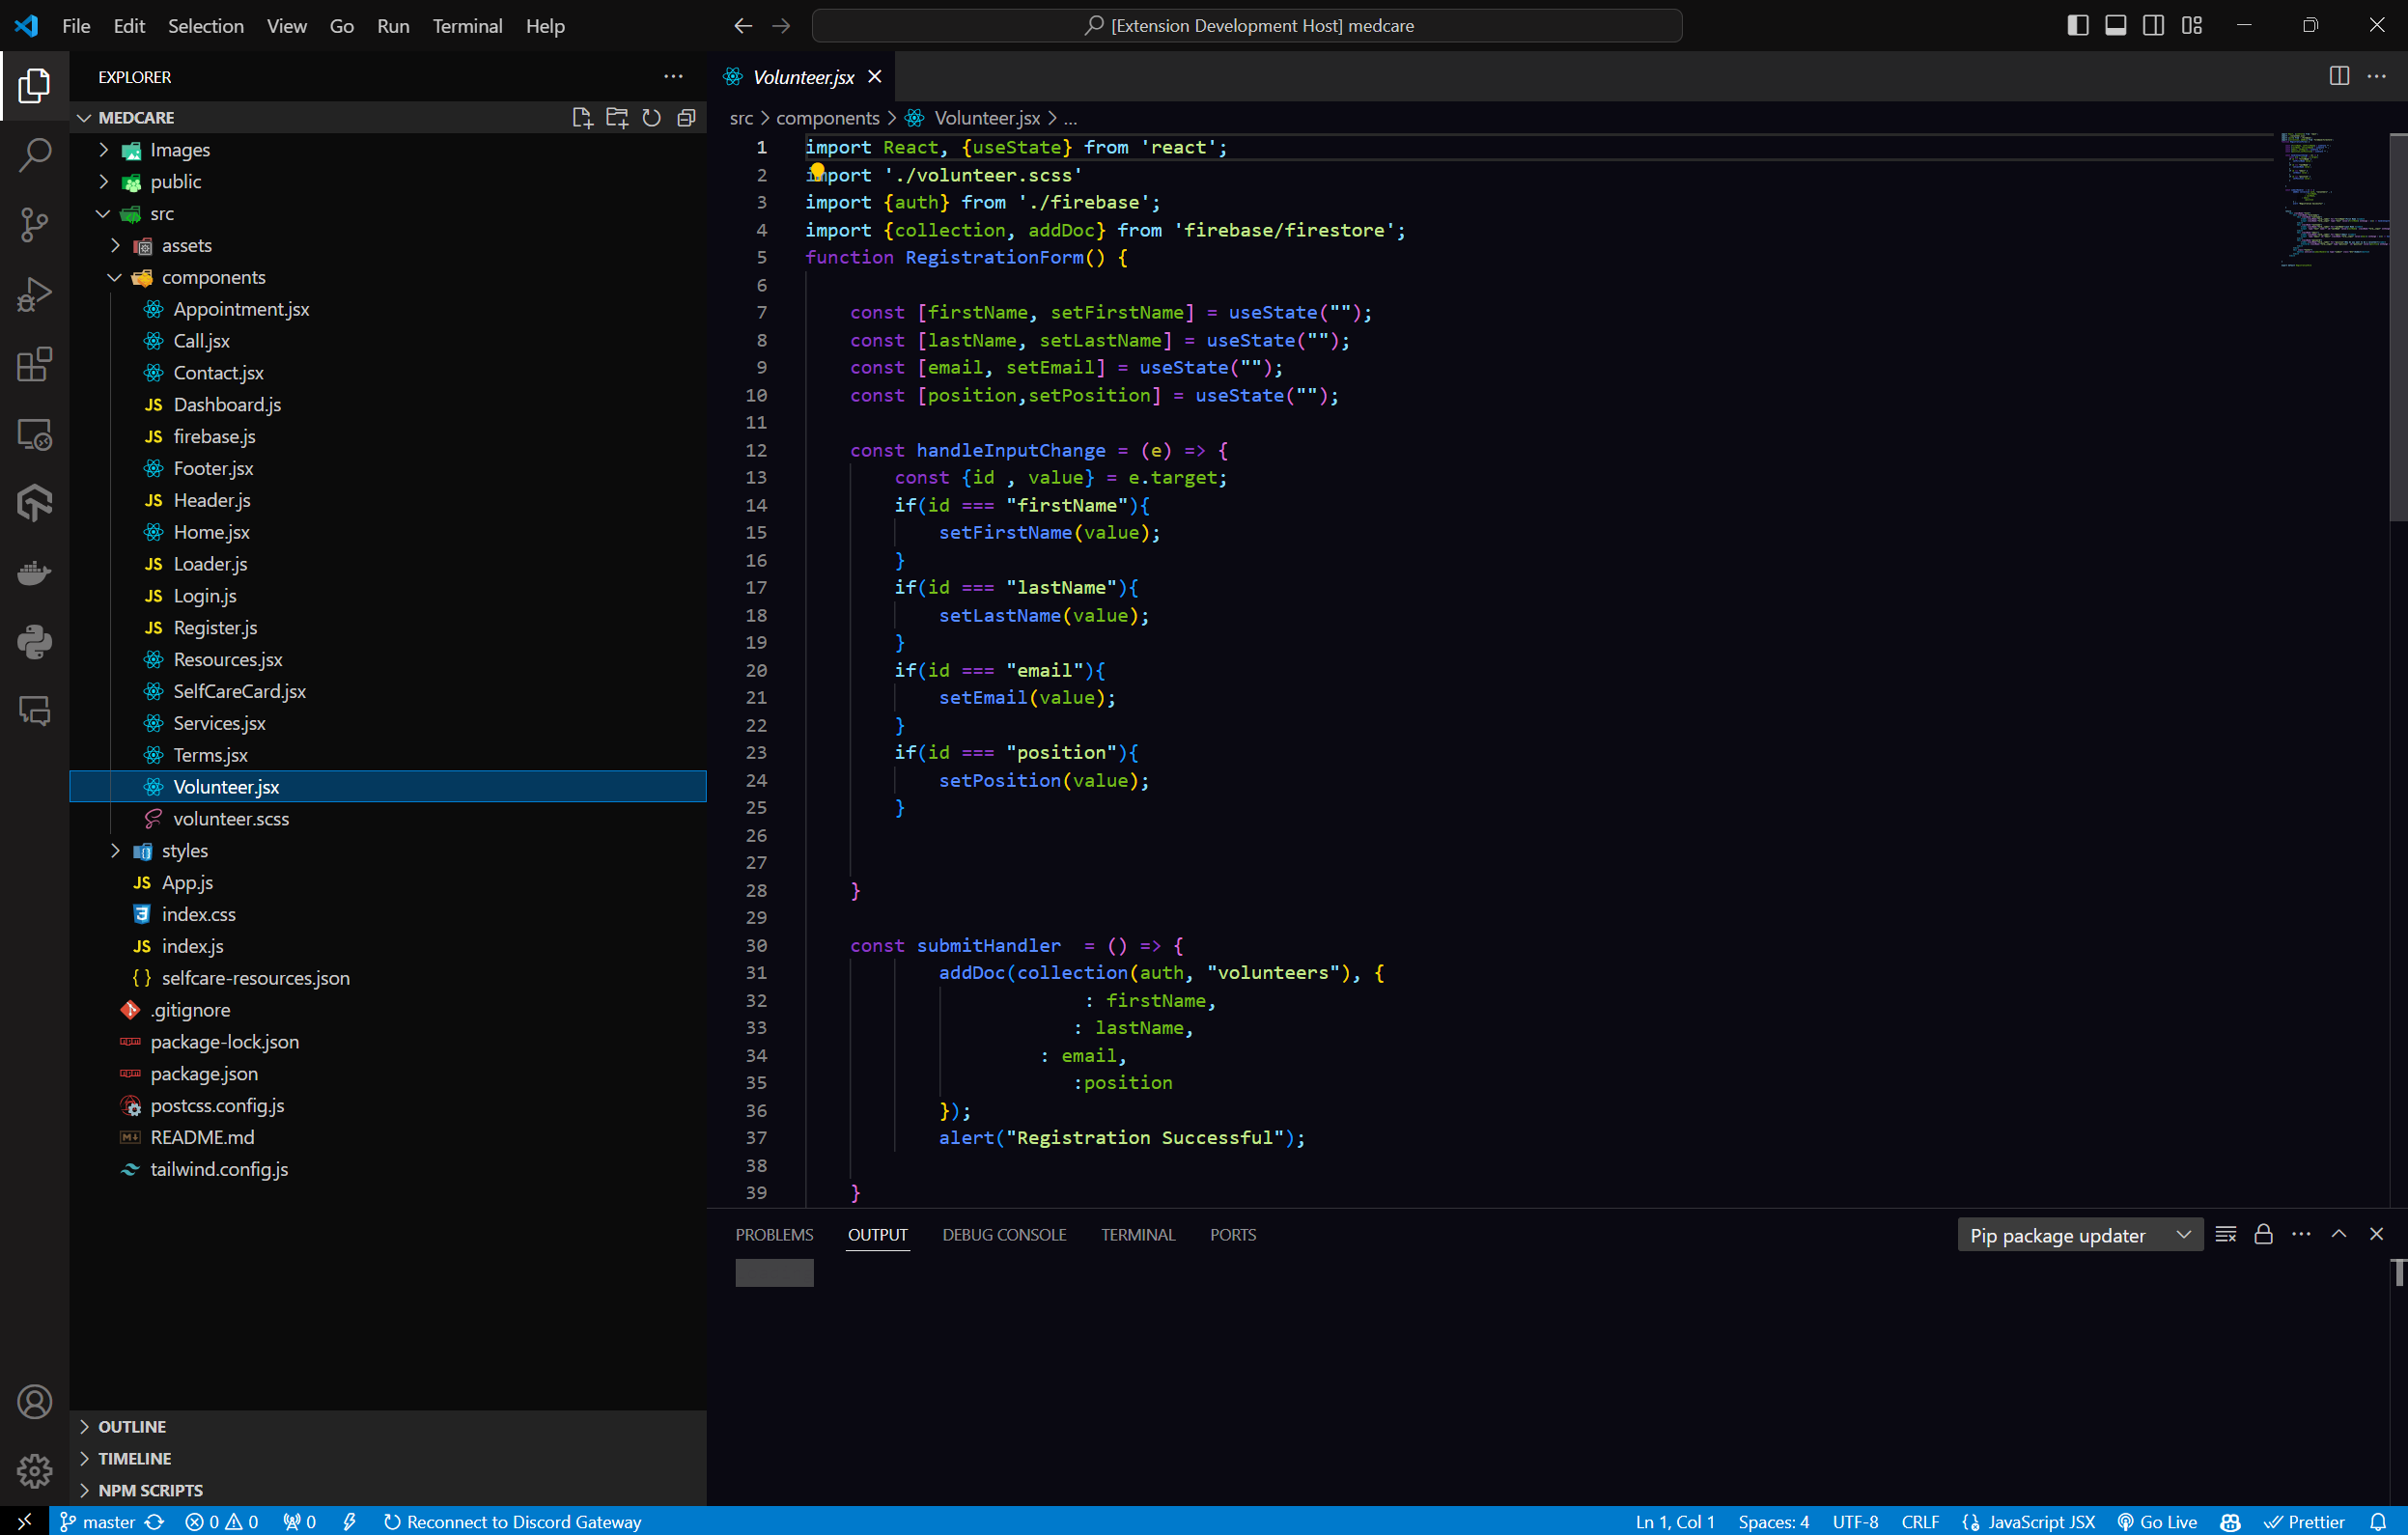 File Edit Selection View Go Run Terminal Help
[Extension Development Host] medcare
EXPLORER
MEDCARE
Images
public
src
assets
components
Appointment.jsx
Call.jsx
Contact.jsx
JS Dashboard.js
JS firebase.js
Footer.jsx
JS Header.js
Home.jsx
JS Loader.js
JS Login.js
JS Register.js
Resources.jsx
SelfCareCard.jsx
Services.jsx
Terms.jsx
Volunteer.jsx
volunteer.scss
styles
JS App.js
index.css
JS index.js
{ } selfcare-resources.json
.gitignore
package-lock.json
package.json
postcss.config.js
README.md
tailwind.config.js
OUTLINE
TIMELINE
NPM SCRIPTS
Volunteer.jsx
src > components > Volunteer.jsx > ...
1 import React, {useState} from 'react';
2 import './volunteer.scss'
3 import {auth} from './firebase';
4 import {collection, addDoc} from 'firebase/firestore';
5 function RegistrationForm() {
6
7 const [firstName, setFirstName] = useState("");
8 const [lastName, setLastName] = useState("");
9 const [email, setEmail] = useState("");
10 const [position,setPosition] = useState("");
11
12 const handleInputChange = (e) => {
13 const {id , value} = e.target;
14 if(id === "firstName"){
15 setFirstName(value);
16 }
17 if(id === "lastName"){
18 setLastName(value);
19 }
20 if(id === "email"){
21 setEmail(value);
22 }
23 if(id === "position"){
24 setPosition(value);
25 }
26
27
28 }
29
30 const submitHandler  = () => {
31 addDoc(collection(auth, "volunteers"), {
32 : firstName,
33 : lastName,
34 : email,
35 :position
36 });
37 alert("Registration Successful");
38
39 }
PROBLEMS OUTPUT DEBUG CONSOLE TERMINAL PORTS
Pip package updater
master 0 0 0 Reconnect to Discord Gateway
Ln 1, Col 1 Spaces: 4 UTF-8 CRLF JavaScript JSX Go Live Prettier